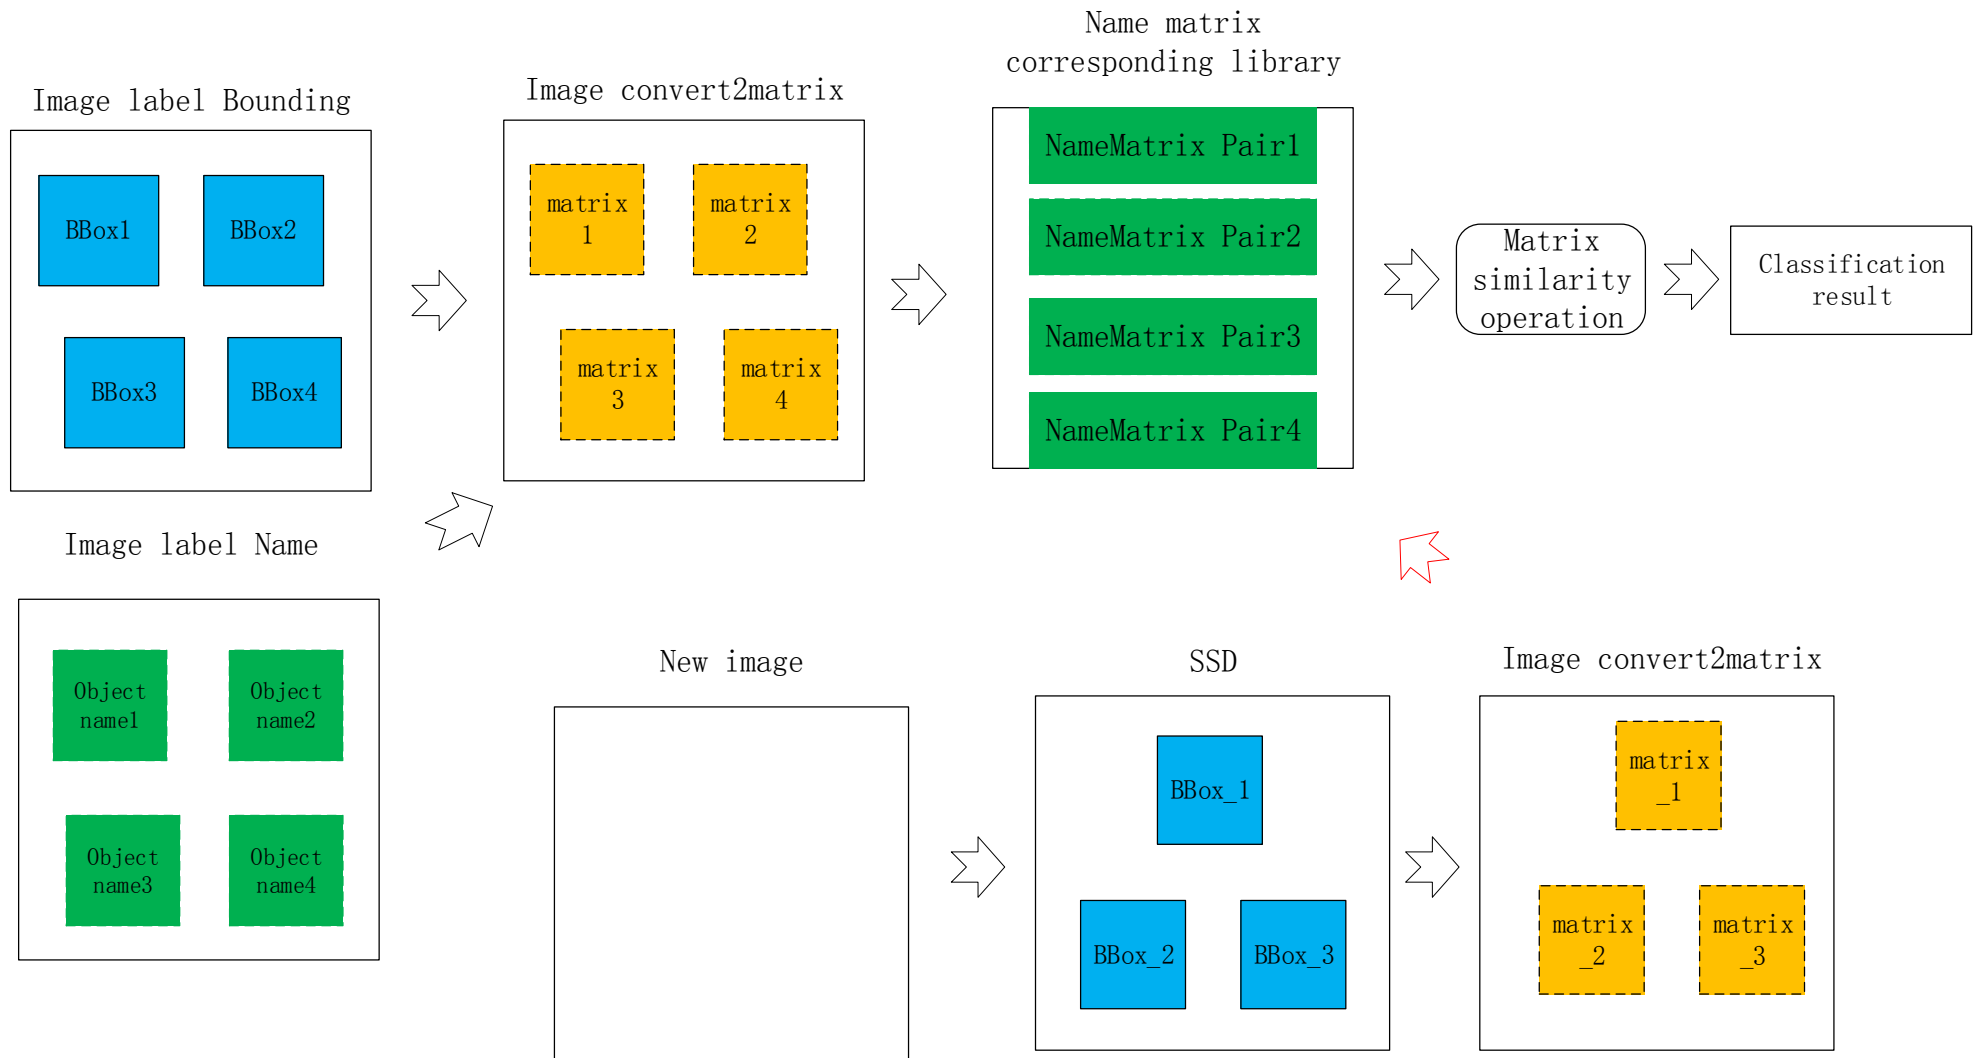 Name matrix
corresponding library
Image label Bounding
Image convert2matrix
BBox1
BBox2
BBox3
BBox4
matrix
1
matrix
2
matrix
3
matrix
4
NameMatrix Pair1
NameMatrix Pair2
NameMatrix Pair3
NameMatrix Pair4
Matrix
similarity
operation
Classification
result
Image label Name
Object
name1
Object
name2
Object
name3
Object
name4
New image
SSD
BBox_1
BBox_2
BBox_3
Image convert2matrix
matrix
_1
matrix
_2
matrix
_3